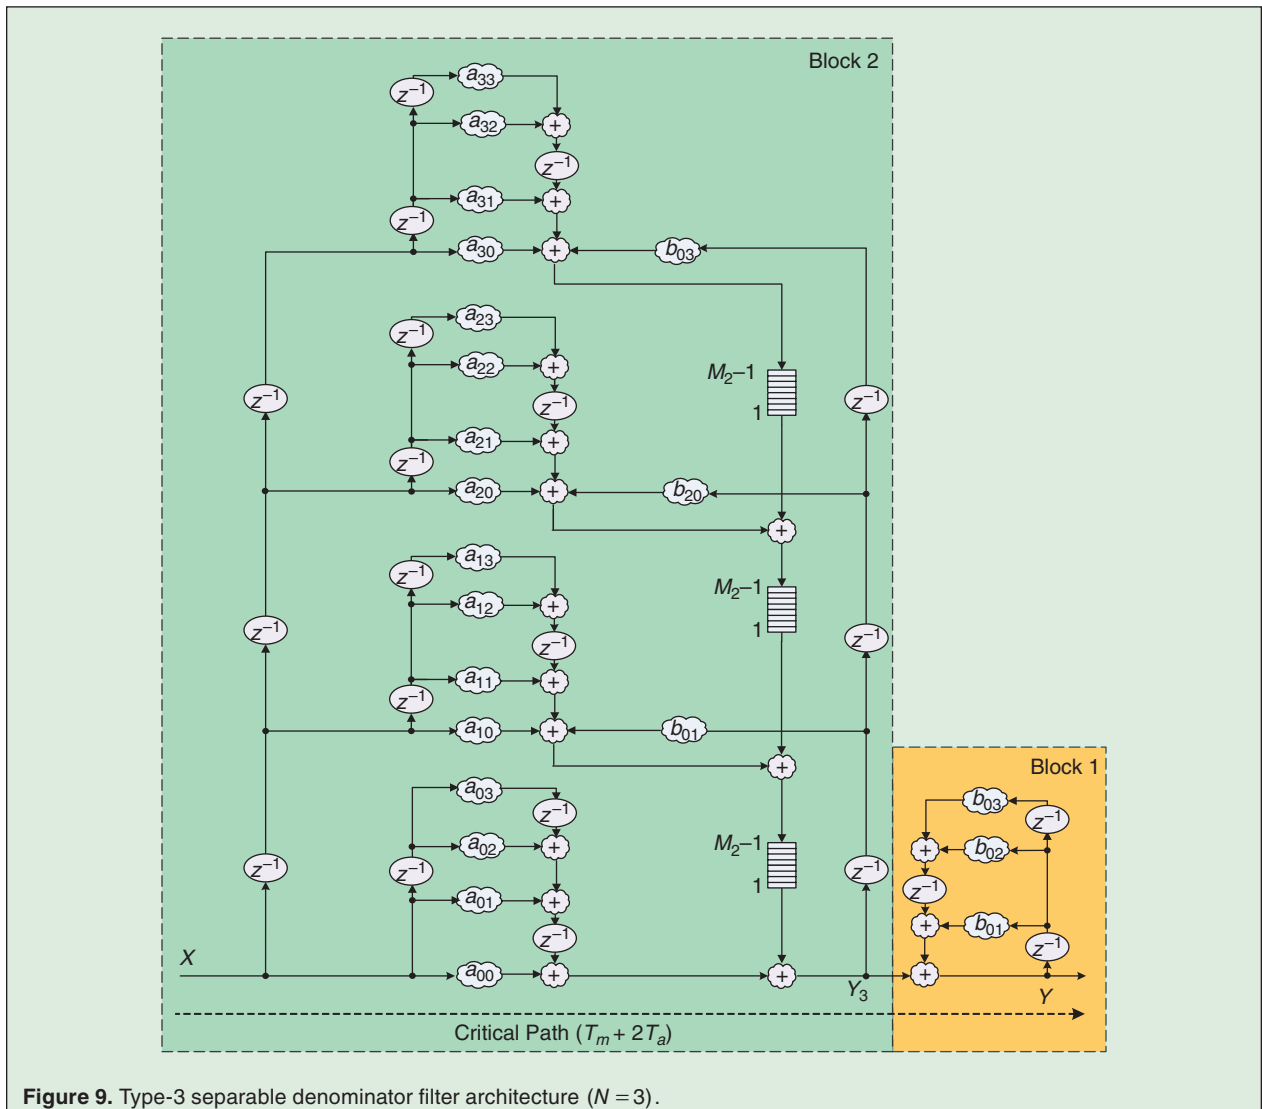 Block 2
a33
z−1
a32
+
z−1
a31
+
z−1
a30
+
b03
a23
z−1
a22
+
M2–1
z−1
z−1
z−1
1
a21
+
z−1
a20
+
b20
+
a13
z−1
a12
+
M2–1
z−1
1
z−1
z−1
a11
+
z−1
a10
+
b01
+
Block 1
a03
z−1
b03
z−1
a02
+
M2–1
+
b02
z−1
z−1
1
z−1
z−1
a01
+
+
b01
z−1
z−1
X
a00
+
+
+
Y3
Y
Critical Path (Tm + 2Ta)
Figure 9. Type-3 separable denominator filter architecture (N = 3).